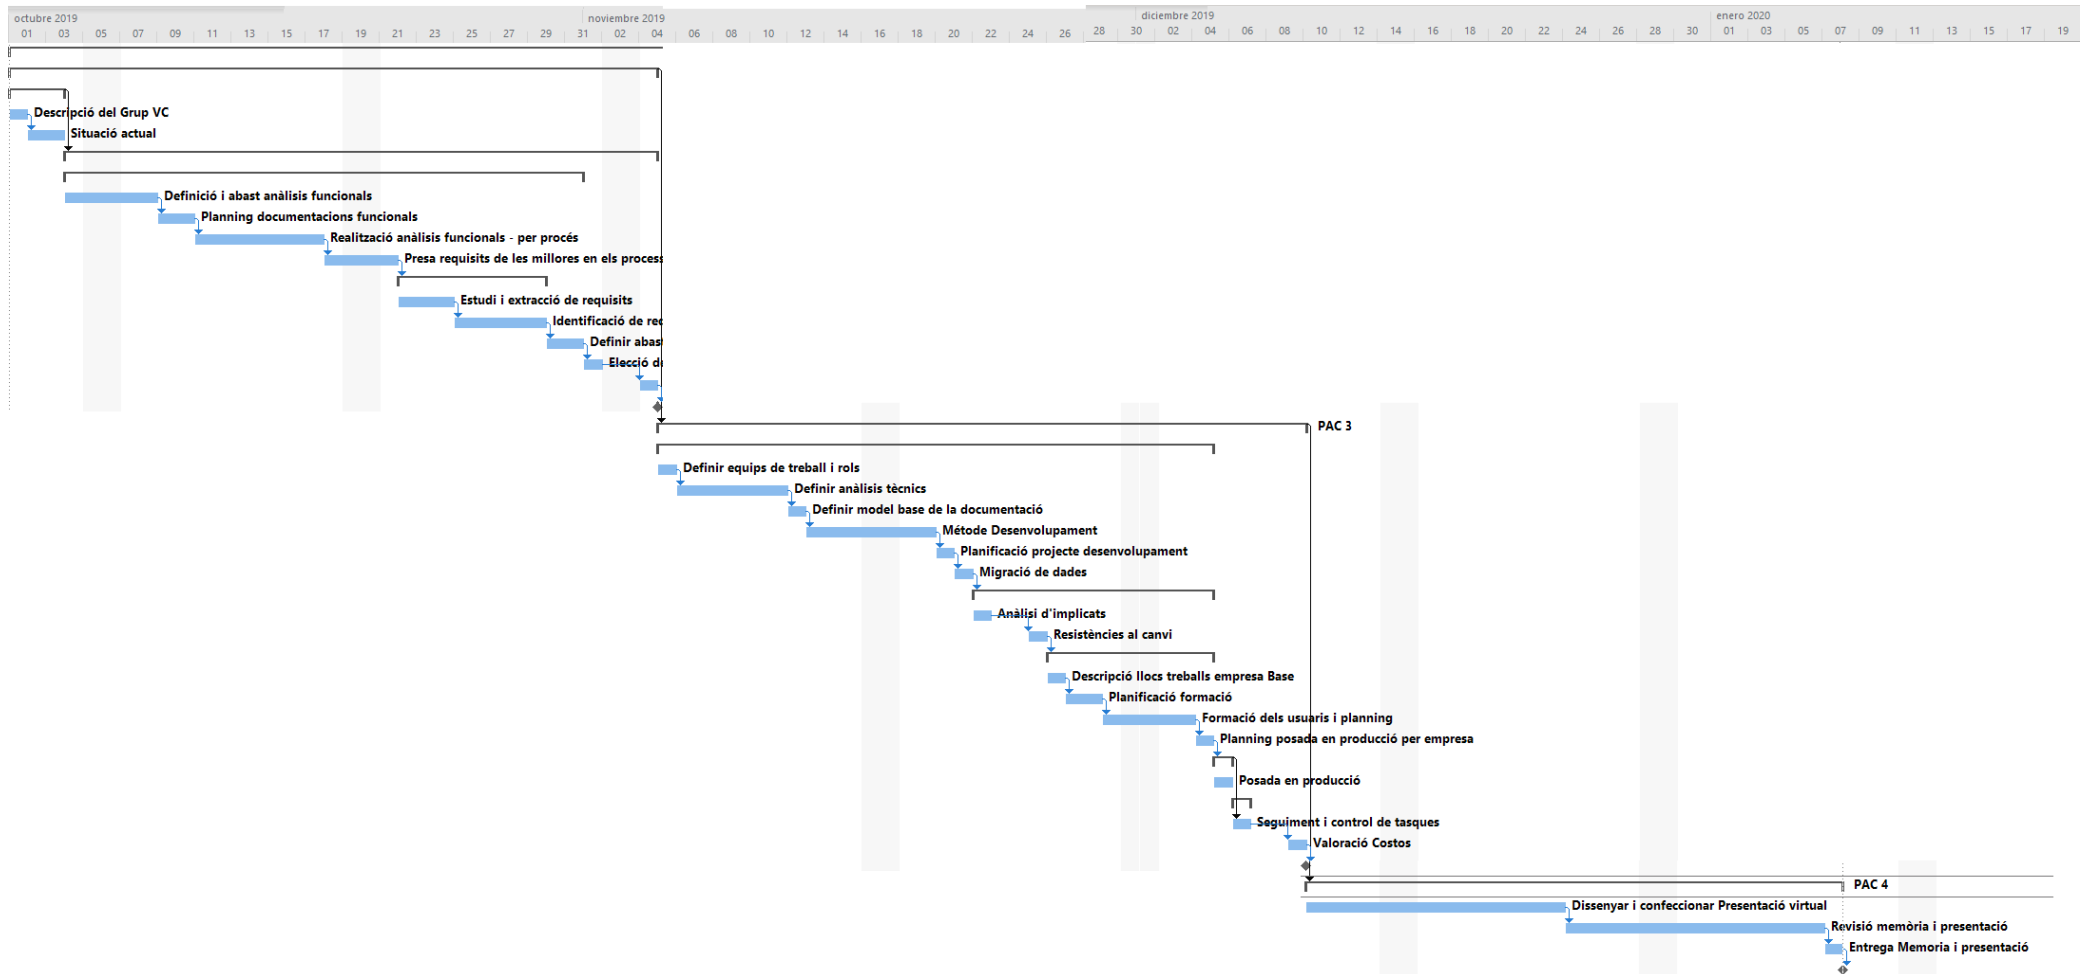 octubre 2019 noviembre 2019 diciembre 2019 enero 2020
01 03 05 07 09 11 13 15 17 19 21 23 25 27 29 31 02 04 06 08 10 12 14 16 18 20 22 24 26 28 30 02 04 06 08 10 12 14 16 18 20 22 24 26 28 30 01 03 05 07 09 11 13 15 17 19
Descripció del Grup VC
Situació actual
Definició i abast anàlisis funcionals
Planning documentacions funcionals
Realització anàlisis funcionals - per procés
Presa requisits de les millores en els process
Estudi i extracció de requisits
Identificació de
Definir
Elecció
PAC 3
Definir equips de treball i rols
Definir anàlisis tècnics
Definir model base de la documentació
Métode Desenvolupament
Planificació projecte desenvolupament
Migració de dades
Anàlisi d'implicats
Resistències al canvi
Descripció llocs treballs empresa Base
Planificació formació
Formació dels usuaris i planning
Planning posada en producció per empresa
Posada en producció
Seguiment i control de tasques
Valoració Costos
PAC 4
Dissenyar i confeccionar Presentació virtual
Revisió memòria i presentació
Entrega Memoria i presentació